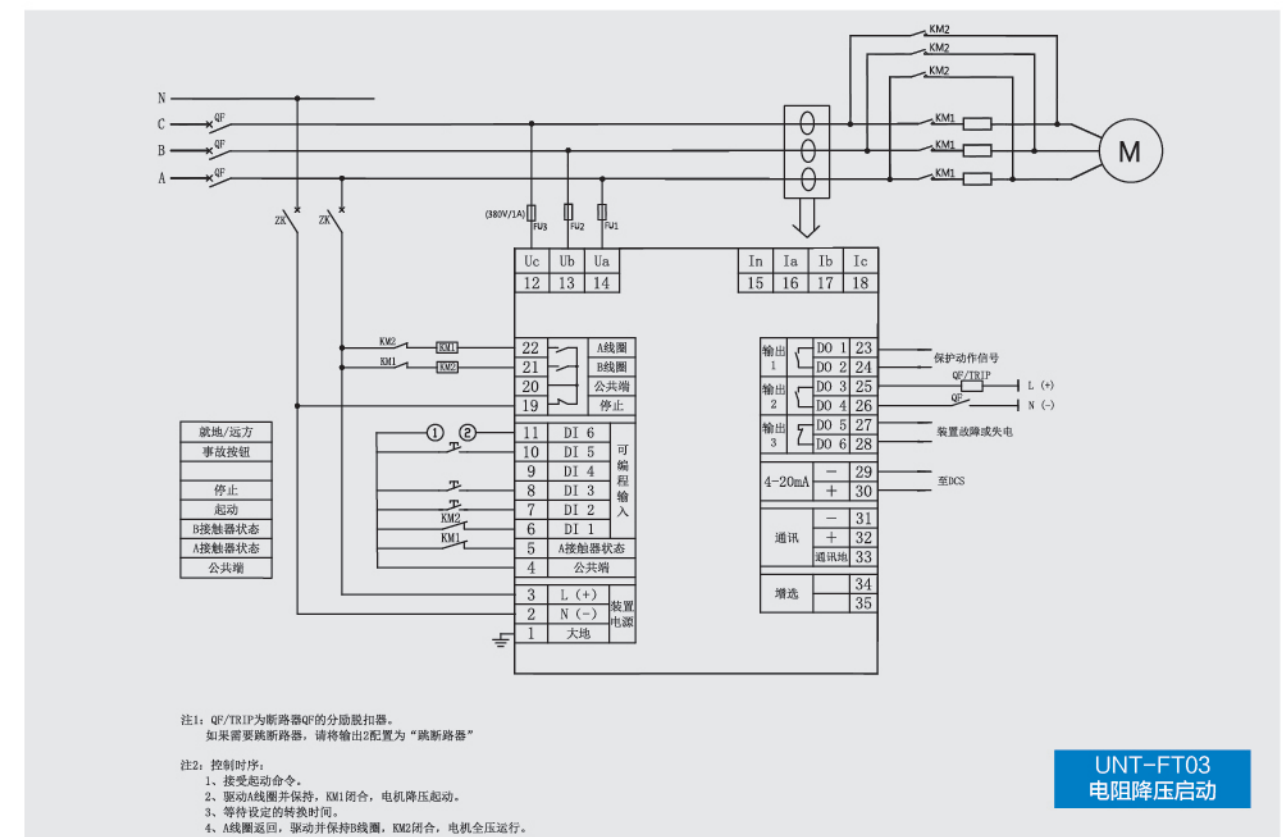 KM2
KM2
KM2
N
C QF KM1
B QF KM1
A QF KM1
M
ZK ZK (380V/1A) FU3 FU2 FU1
Uc Ub Ua In Ia Ib Ic
12 13 14 15 16 17 18
KM2 KM1 22 A线圈
KM1 KM2 21 B线圈
20 公共端
19 停止
输出1 DO 1 23
DO 2 24
保护动作信号
输出2 DO 3 25 QF/TRIP L (+)
DO 4 26 QF N (-)
输出3 DO 5 27
DO 6 28
装置故障或失电
就地/远方 ① ② 11 DI 6
事故按钮 10 DI 5
9 DI 4
停止 8 DI 3
起动 7 DI 2
B接触器状态 KM2 6 DI 1
可编程输入
A接触器状态 KM1 5 A接触器状态
公共端 4 公共端
3 L (+)
2 N (-)
装置电源
1 大地
4-20mA － 29
＋ 30
至DCS
通讯 － 31
＋ 32
通讯地 33
增选 34
35
注1：QF/TRIP为断路器QF的分励脱扣器。
如果需要跳断路器，请将输出2配置为“跳断路器”
注2：控制时序：
1、接受起动命令。
2、驱动A线圈并保持，KM1闭合，电机降压起动。
3、等待设定的转换时间。
4、A线圈返回，驱动并保持B线圈，KM2闭合，电机全压运行。
UNT-FT03
电阻降压启动